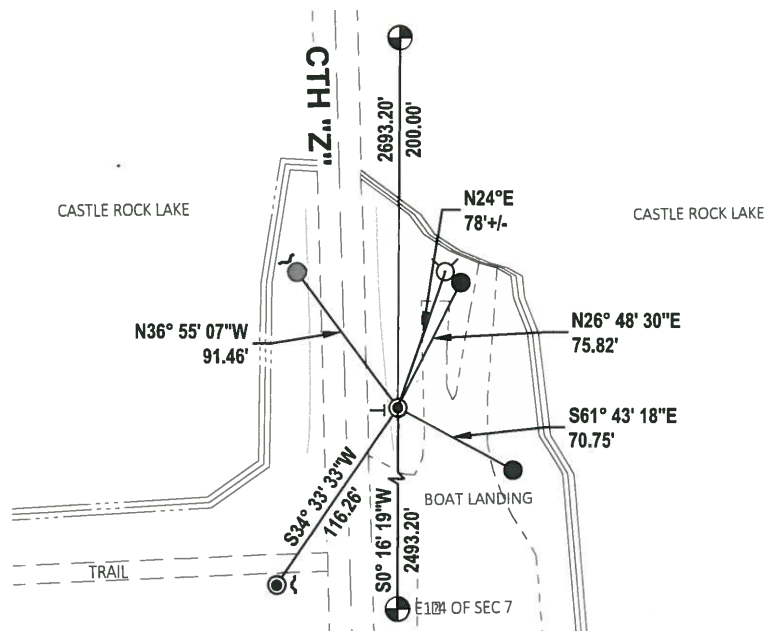 CTH "Z"
2693.20'
200.00'
N24°E
78'+/-
CASTLE ROCK LAKE
CASTLE ROCK LAKE
N36° 55' 07"W
91.46'
N26° 48' 30"E
75.82'
S61° 43' 18"E
70.75'
S34° 33' 33"W
116.26'
S0° 16' 19"W
2493.20'
BOAT LANDING
TRAIL
OF SEC 7